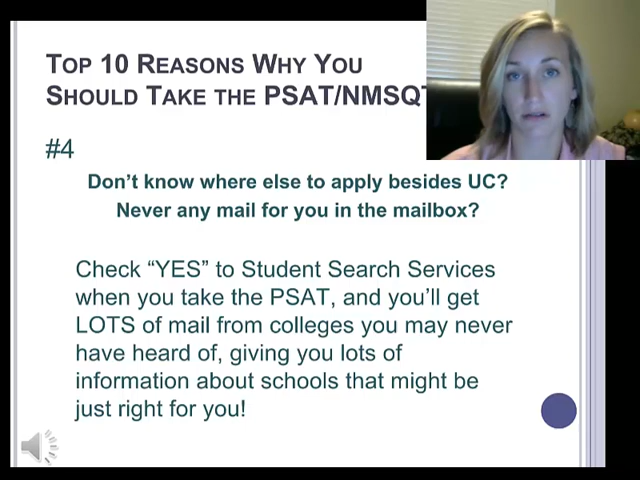 TOP 10 REASONS WHY YOU
SHOULD TAKE THE PSAT/NMSQT
#4
Don’t know where else to apply besides UC?
Never any mail for you in the mailbox?
Check “YES” to Student Search Services
when you take the PSAT, and you’ll get
LOTS of mail from colleges you may never
have heard of, giving you lots of
information about schools that might be
just right for you!